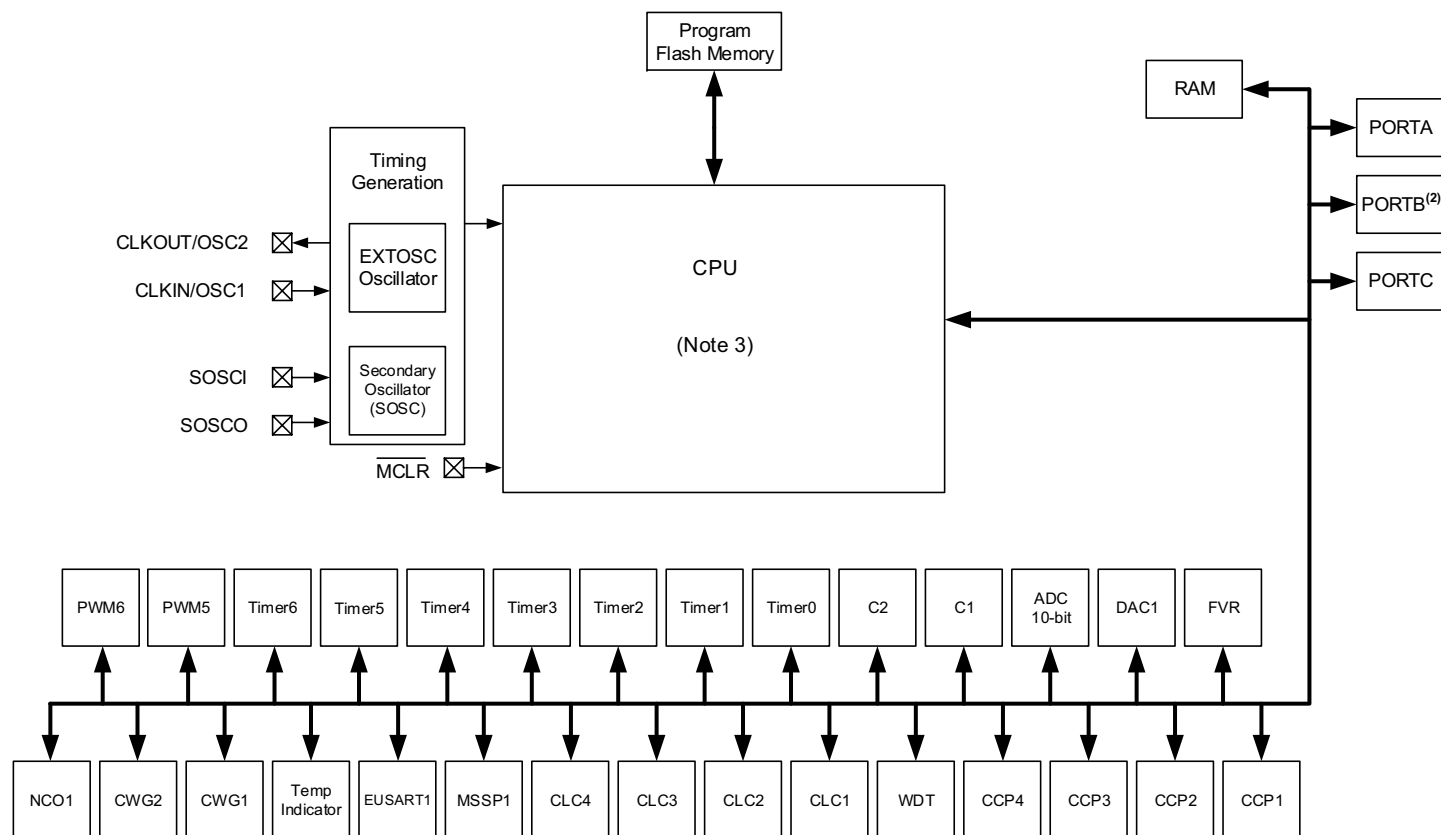 Program
Flash Memory
RAM
PORTA
PORTB(2)
PORTC
Timing
Generation
EXTOSC
Oscillator
Secondary
Oscillator
(SOSC)
CLKOUT/OSC2
CLKIN/OSC1
SOSCI
SOSCO
MCLR
CPU
(Note 3)
PWM6
PWM5
Timer6
Timer5
Timer4
Timer3
Timer2
Timer1
Timer0
C2
C1
ADC
10-bit
DAC1
FVR
NCO1
CWG2
CWG1
Temp
Indicator
EUSART1
MSSP1
CLC4
CLC3
CLC2
CLC1
WDT
CCP4
CCP3
CCP2
CCP1